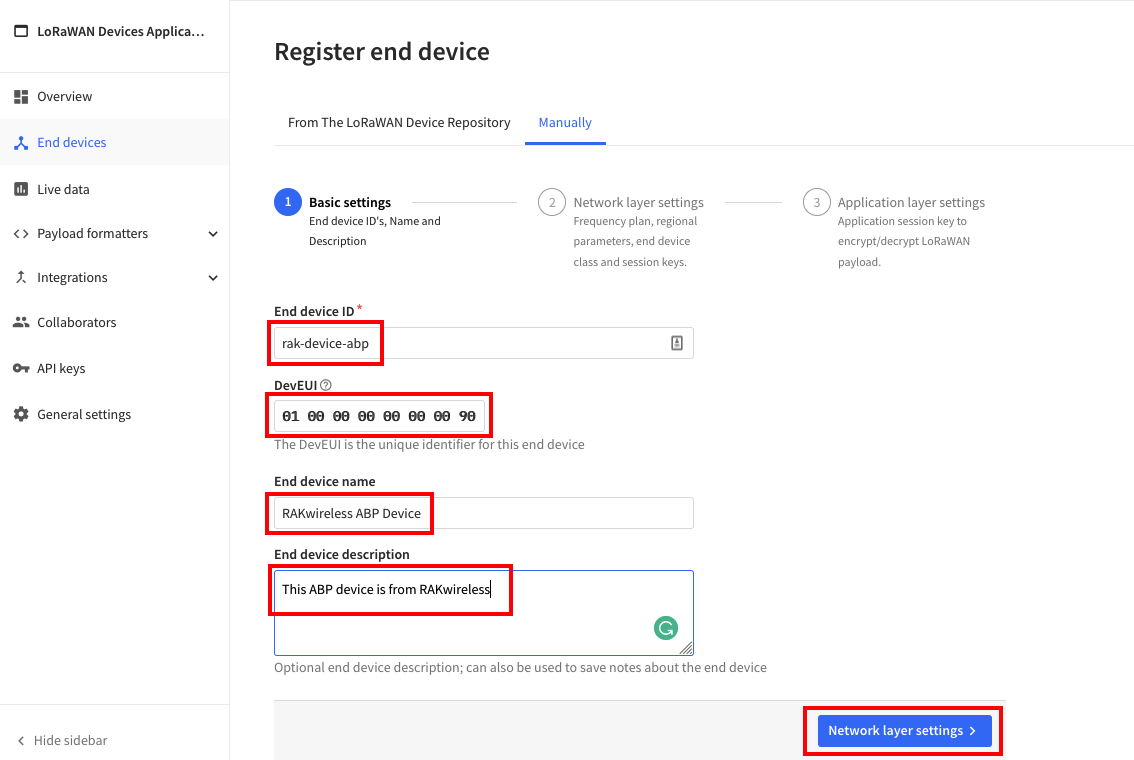 LoRaWAN Devices Applica...
Overview
End devices
Live data
Payload formatters
Integrations
Collaborators
API keys
General settings
Hide sidebar
Register end device
From The LoRaWAN Device Repository
Manually
1
Basic settings
End device ID's, Name and
Description
2
Network layer settings
Frequency plan, regional
parameters, end device
class and session keys.
3
Application layer settings
Application session key to
encrypt/decrypt LoRaWAN
payload.
End device ID *
rak-device-abp
DevEUI ?
01 00 00 00 00 00 00 90
The DevEUI is the unique identifier for this end device
End device name
RAKwireless ABP Device
End device description
This ABP device is from RAKwireless
Optional end device description; can also be used to save notes about the end device
Network layer settings